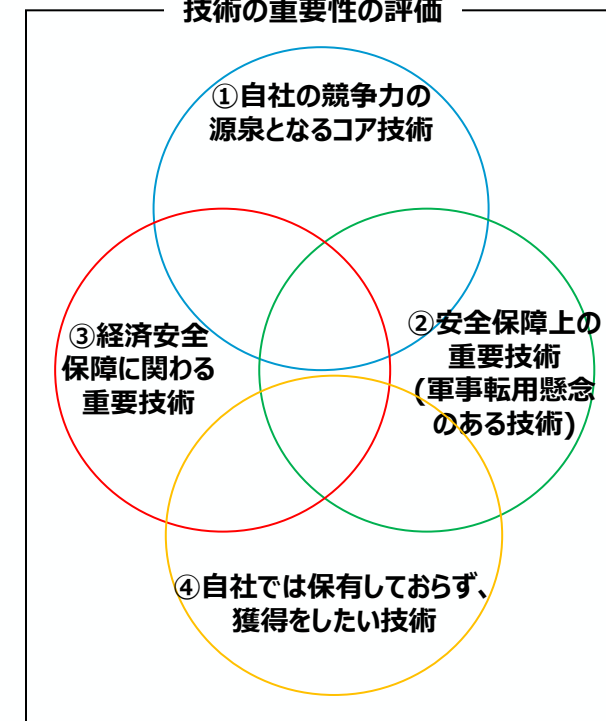 技術の重要性の評価
①自社の競争力の
源泉となるコア技術
②安全保障上の
重要技術
(軍事転用懸念
のある技術)
③経済安全
保障に関わる
重要技術
④自社では保有しておらず、
獲得をしたい技術